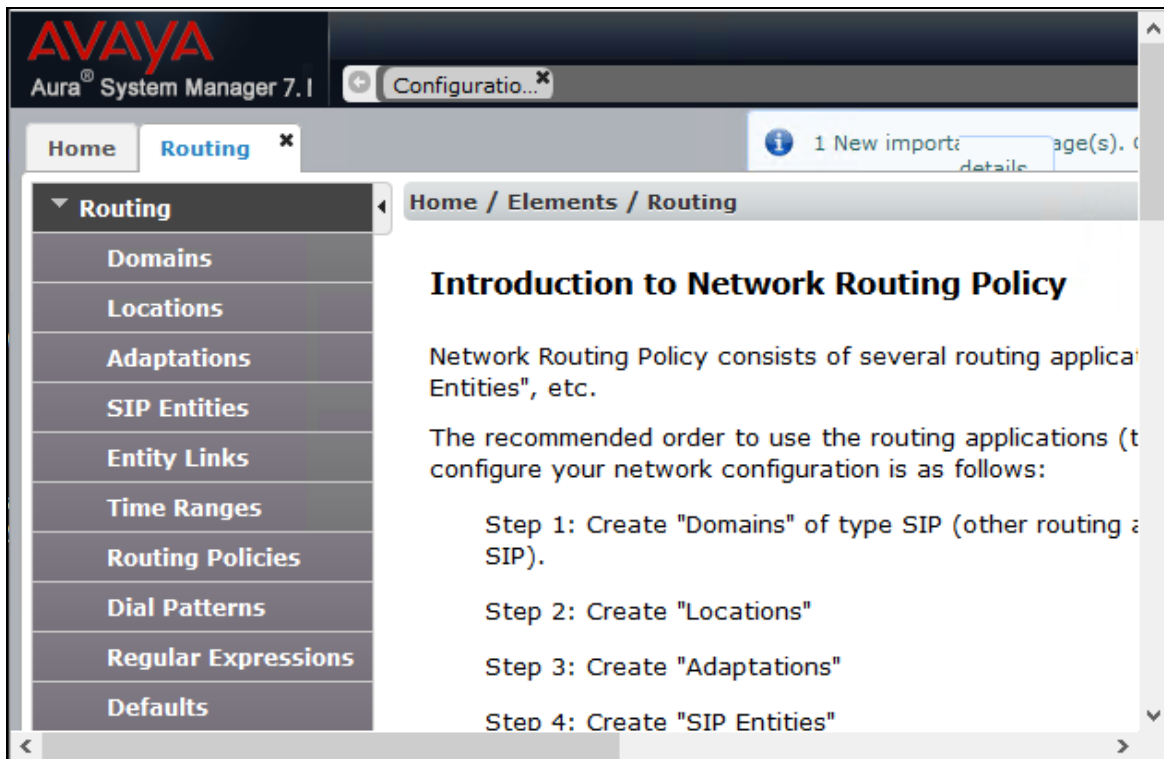 AVAYA
Aura® System Manager 7.1
Configuratio...
Home
Routing
1 New importa age(s).
details
Routing
Domains
Locations
Adaptations
SIP Entities
Entity Links
Time Ranges
Routing Policies
Dial Patterns
Regular Expressions
Defaults
Home / Elements / Routing
Introduction to Network Routing Policy
Network Routing Policy consists of several routing applica
Entities", etc.
The recommended order to use the routing applications (t
configure your network configuration is as follows:
Step 1: Create "Domains" of type SIP (other routing a
SIP).
Step 2: Create "Locations"
Step 3: Create "Adaptations"
Step 4: Create "SIP Entities"